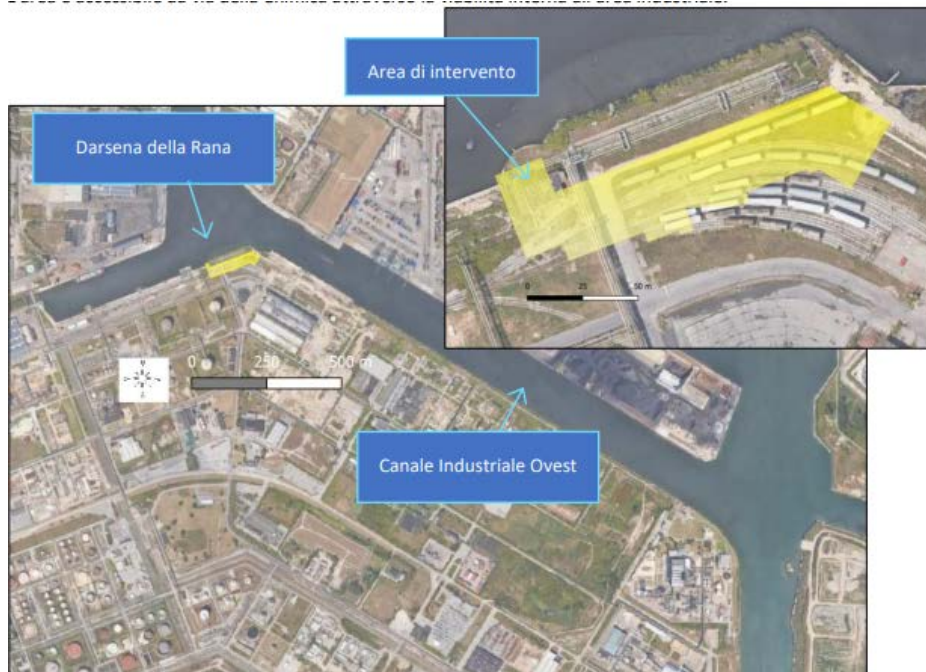 Area di intervento
Darsena della Rana
0 25 50 m
0 250 500 m
Canale Industriale Ovest